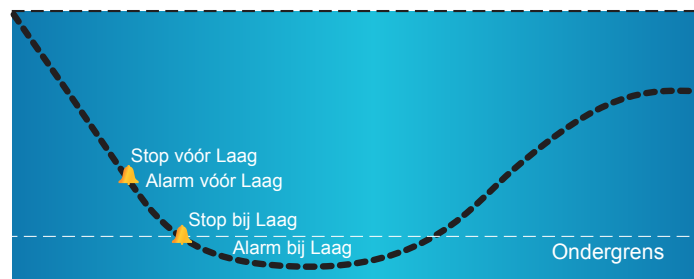 Stop vóór Laag
Alarm vóór Laag
Stop bij Laag
Alarm bij Laag
Ondergrens